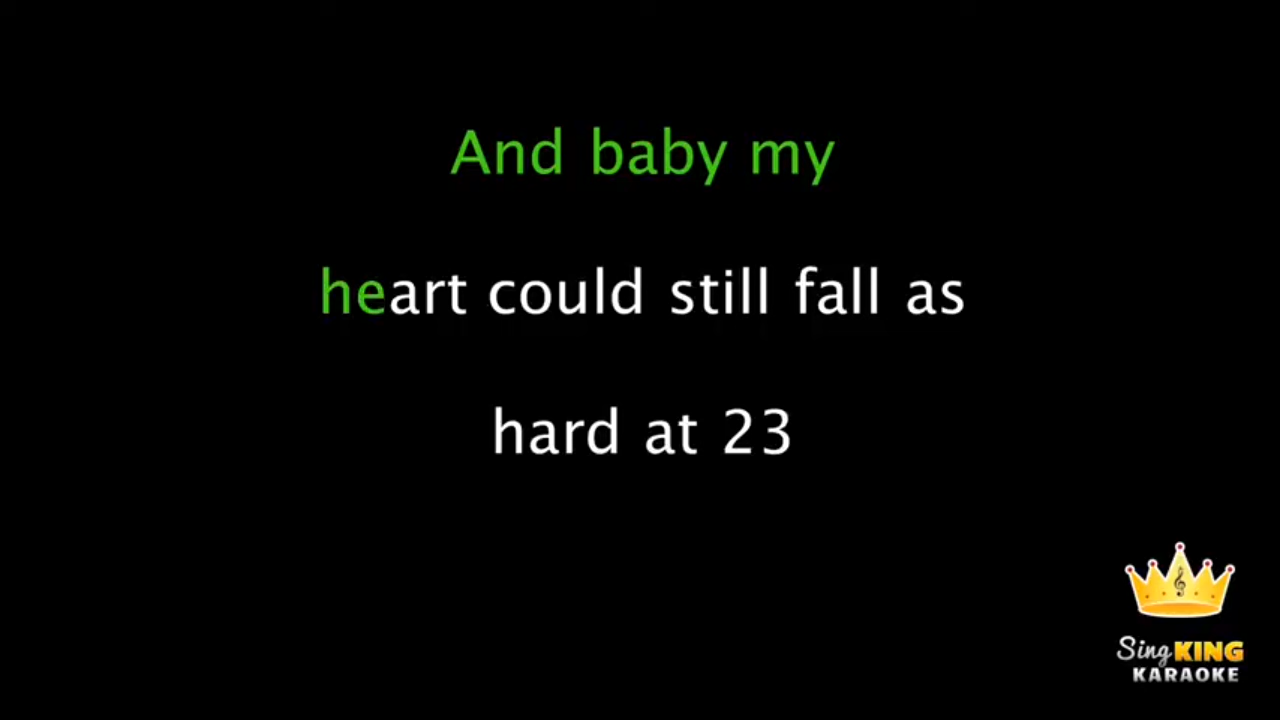 And baby my
heart could still fall as
hard at 23
Sing KING
KARAOKE